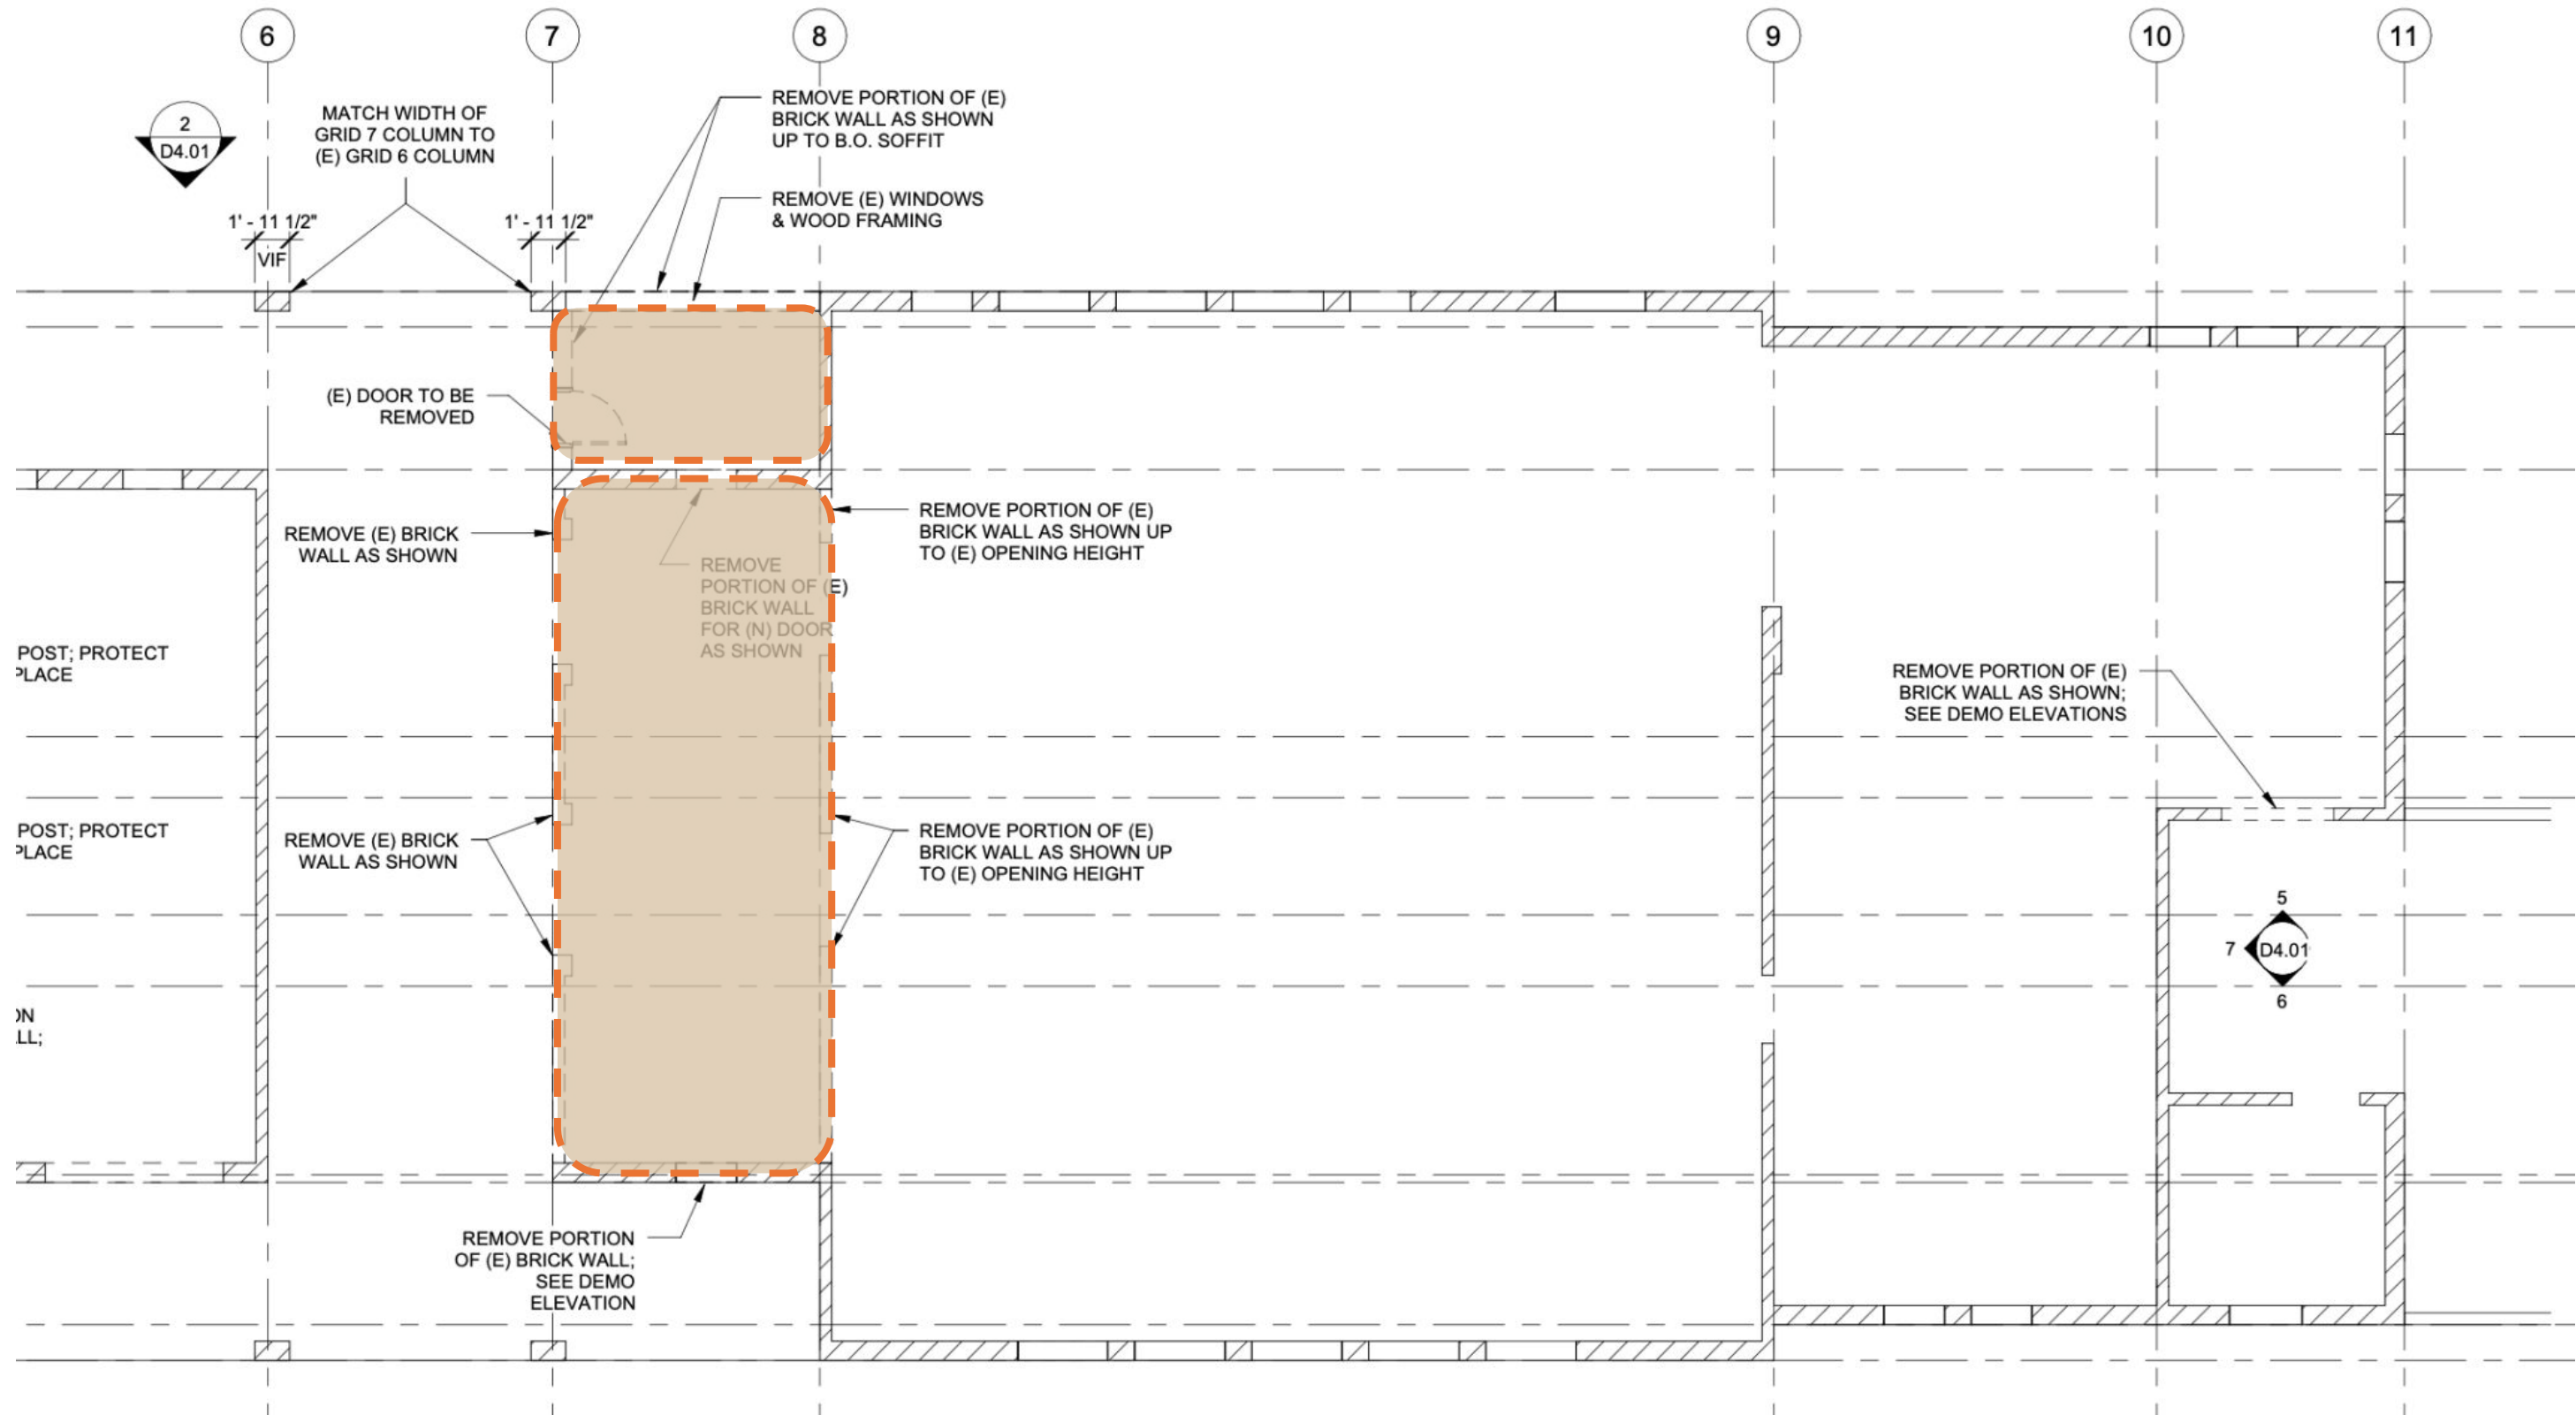 6
7
8
9
10
11
2
D4.01
MATCH WIDTH OF
GRID 7 COLUMN TO
(E) GRID 6 COLUMN
REMOVE PORTION OF (E)
BRICK WALL AS SHOWN
UP TO B.O. SOFFIT
REMOVE (E) WINDOWS
& WOOD FRAMING
1' - 11 1/2"
VIF
1' - 11 1/2"
(E) DOOR TO BE
REMOVED
REMOVE (E) BRICK
WALL AS SHOWN
REMOVE PORTION OF (E)
BRICK WALL AS SHOWN UP
TO (E) OPENING HEIGHT
REMOVE
PORTION OF (E)
BRICK WALL
FOR (N) DOOR
AS SHOWN
POST; PROTECT
PLACE
REMOVE PORTION OF (E)
BRICK WALL AS SHOWN;
SEE DEMO ELEVATIONS
POST; PROTECT
PLACE
REMOVE (E) BRICK
WALL AS SHOWN
REMOVE PORTION OF (E)
BRICK WALL AS SHOWN UP
TO (E) OPENING HEIGHT
5
7
D4.01
6
REMOVE PORTION
OF (E) BRICK WALL;
SEE DEMO
ELEVATION